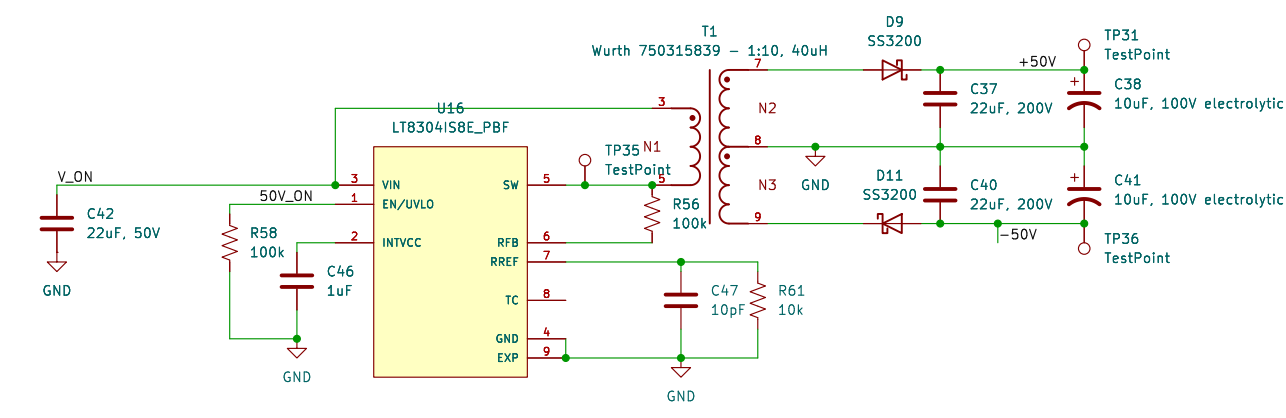 D9
SS3200
T1
Wurth 750315839 – 1:10, 40uH
TP31
TestPoint
7
+50V
C37
22uF, 200V
+
C38
10uF, 100V electrolytic
U16
LT8304IS8E_PBF
3
N2
TP35
TestPoint
N1
8
GND
V_ON
3
VIN
SW
5
5
50V_ON
1
EN/UVLO
D11
SS3200
N3
C40
22uF, 200V
+
C41
10uF, 100V electrolytic
C42
22uF, 50V
R56
100k
9
-50V
R58
100k
2
INTVCC
RFB
6
TP36
TestPoint
RREF
7
GND
C46
1uF
TC
8
C47
10pF
R61
10k
GND
4
EXP
9
GND
GND